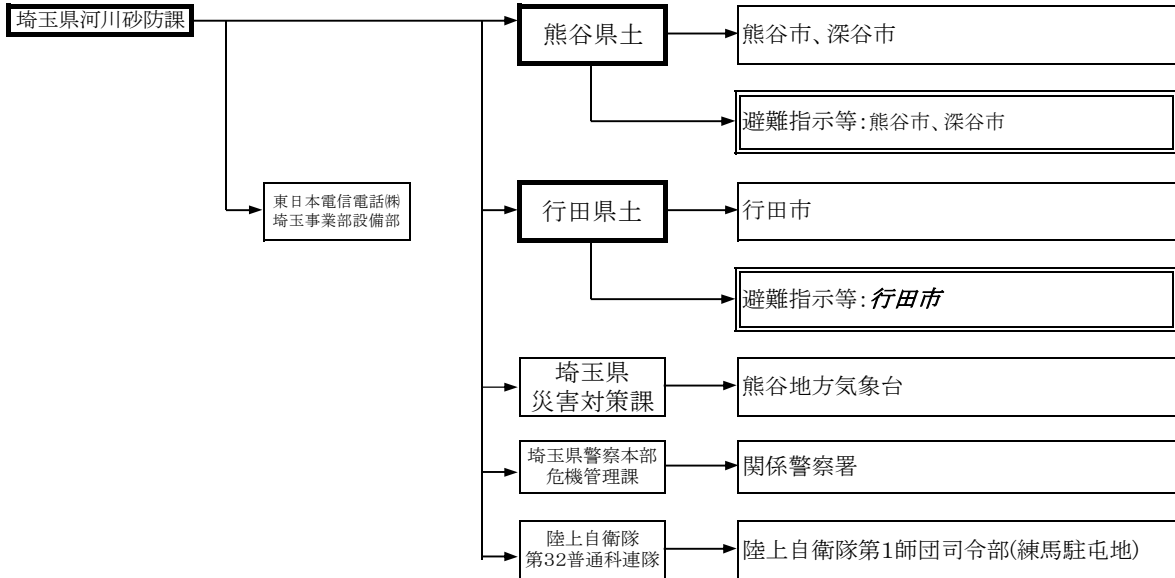 埼玉県河川砂防課
熊谷県土
熊谷市、深谷市
避難指示等:熊谷市、深谷市
東日本電信電話㈱
埼玉事業部設備部
行田県土
行田市
避難指示等:行田市
埼玉県
災害対策課
熊谷地方気象台
埼玉県警察本部
危機管理課
関係警察署
陸上自衛隊
第32普通科連隊
陸上自衛隊第1師団司令部(練馬駐屯地)